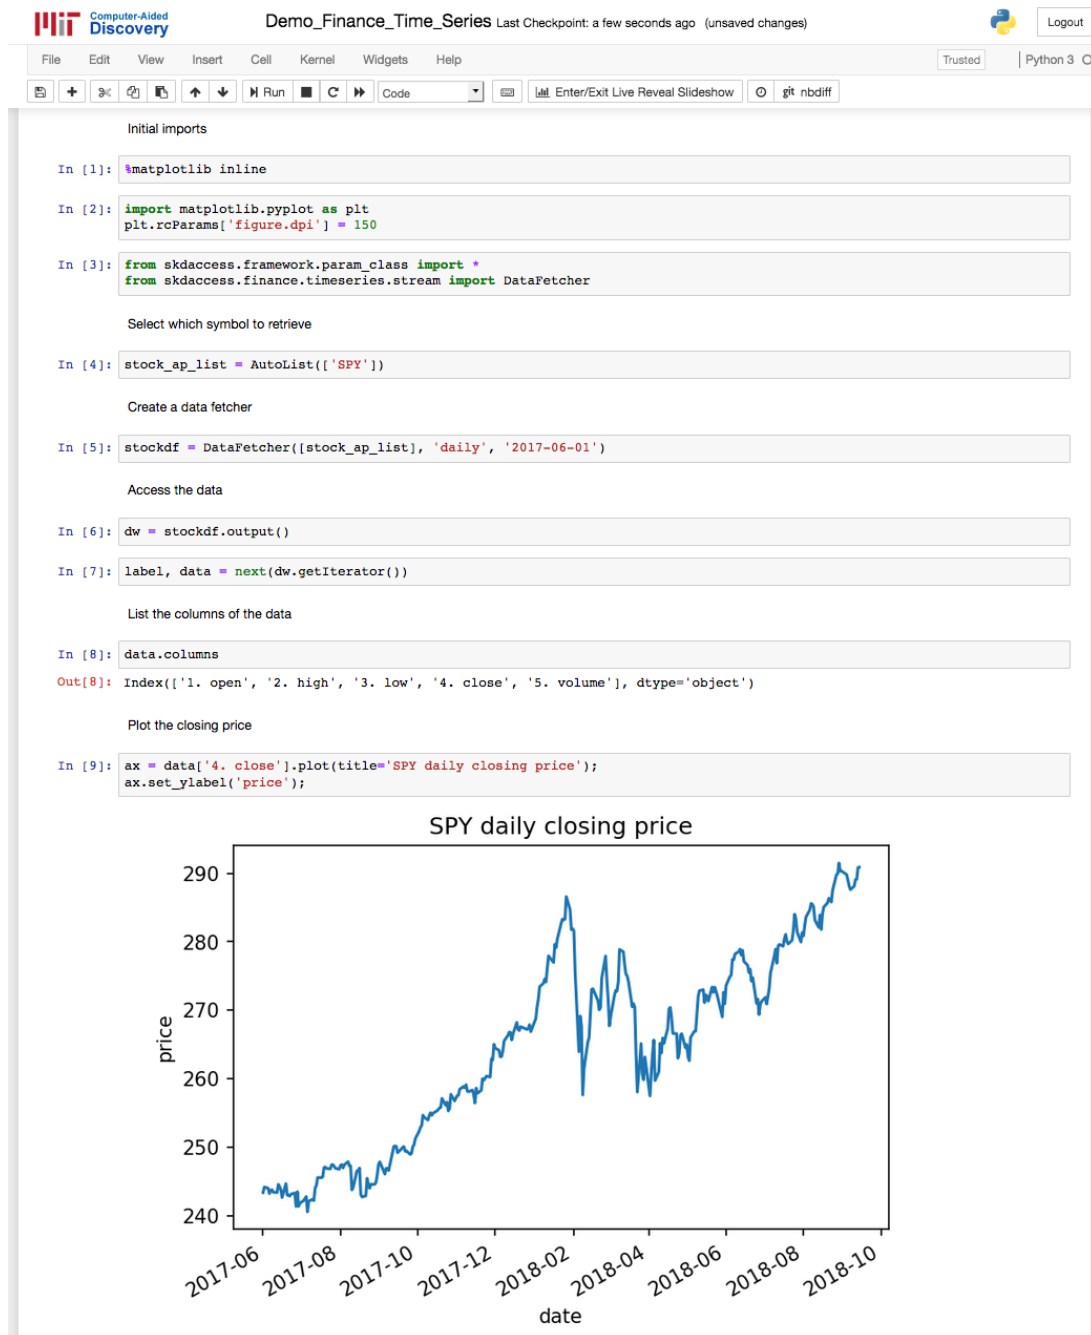 MIT Computer-Aided Discovery Demo_Finance_Time_Series Last Checkpoint: a few seconds ago (unsaved changes) Logout
File Edit View Insert Cell Kernel Widgets Help Trusted Python 3
Run Code Enter/Exit Live Reveal Slideshow git nbdiff
Initial imports
In [1]: %matplotlib inline
In [2]: import matplotlib.pyplot as plt
plt.rcParams['figure.dpi'] = 150
In [3]: from skdaccess.framework.param_class import *
from skdaccess.finance.timeseries.stream import DataFetcher
Select which symbol to retrieve
In [4]: stock_ap_list = AutoList(['SPY'])
Create a data fetcher
In [5]: stockdf = DataFetcher([stock_ap_list], 'daily', '2017-06-01')
Access the data
In [6]: dw = stockdf.output()
In [7]: label, data = next(dw.getIterator())
List the columns of the data
In [8]: data.columns
Out[8]: Index(['1. open', '2. high', '3. low', '4. close', '5. volume'], dtype='object')
Plot the closing price
In [9]: ax = data['4. close'].plot(title='SPY daily closing price');
ax.set_ylabel('price');
SPY daily closing price
290
280
270
price
260
250
240
2017-06 2017-08 2017-10 2017-12 2018-02 2018-04 2018-06 2018-08 2018-10
date